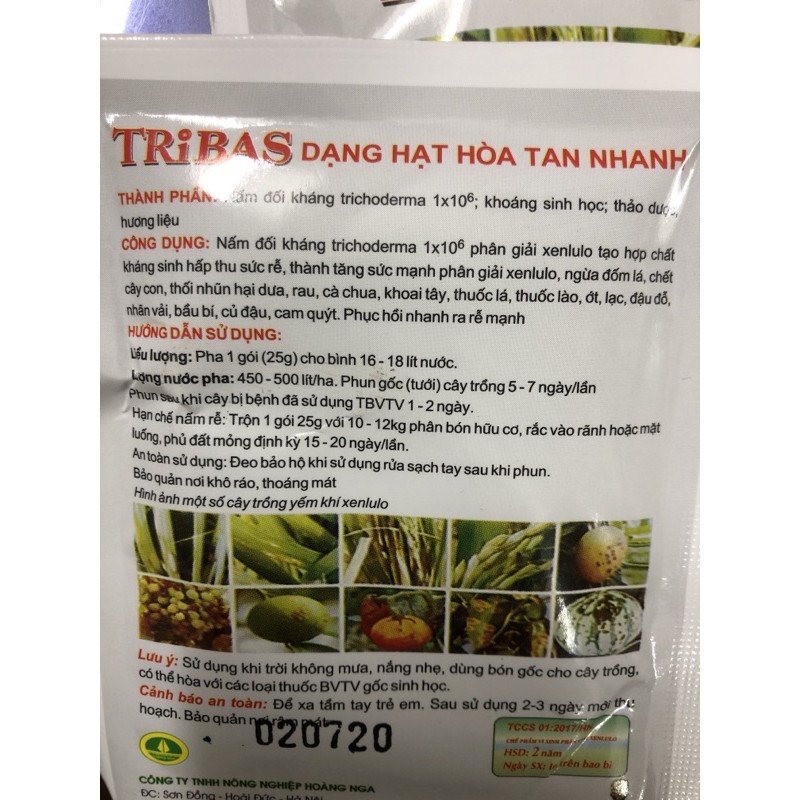 TRiBAS DẠNG HẠT HÒA TAN NHANH
THÀNH PHẦN: Nấm đối kháng trichoderma 1x10⁶; khoáng sinh học; thảo dược,
hương liệu
CÔNG DỤNG: Nấm đối kháng trichoderma 1x10⁶ phân giải xenlulo tạo hợp chất
kháng sinh hấp thu sức rễ, thành tăng sức mạnh phân giải xenlulo, ngừa đốm lá, chết
cây con, thối nhũn hại dưa, rau, cà chua, khoai tây, thuốc lá, thuốc lào, ớt, lạc, đậu đỗ,
nhãn vải, bầu bí, củ đậu, cam quýt. Phục hồi nhanh ra rễ mạnh
HƯỚNG DẪN SỬ DỤNG:
Liều lượng: Pha 1 gói (25g) cho bình 16 - 18 lít nước.
Lượng nước pha: 450 - 500 lít/ha. Phun gốc (tưới) cây trồng 5 - 7 ngày/lần
Phun sau khi cây bị bệnh đã sử dụng TBVTV 1 - 2 ngày.
Hạn chế nấm rễ: Trộn 1 gói 25g với 10 - 12kg phân bón hữu cơ, rắc vào rãnh hoặc mặt
luống, phủ đất mỏng định kỳ 15 - 20 ngày/lần.
An toàn sử dụng: Đeo bảo hộ khi sử dụng rửa sạch tay sau khi phun.
Bảo quản nơi khô ráo, thoáng mát
Hình ảnh một số cây trồng yếm khí xenlulo
Lưu ý: Sử dụng khi trời không mưa, nắng nhẹ, dùng bón gốc cho cây trồng,
có thể hòa với các loại thuốc BVTV gốc sinh học.
Cảnh báo an toàn: Để xa tầm tay trẻ em. Sau sử dụng 2-3 ngày mới thu
hoạch. Bảo quản nơi râm mát
020720
TCCS 01:2017/HN
CHẾ PHẨM VI SINH PHÂN GIẢI XENLULO
HSD: 2 năm
Ngày SX: In trên bao bì
CÔNG TY TNHH NÔNG NGHIỆP HOÀNG NGA
ĐC: Sơn Đồng - Hoài Đức - Hà Nội